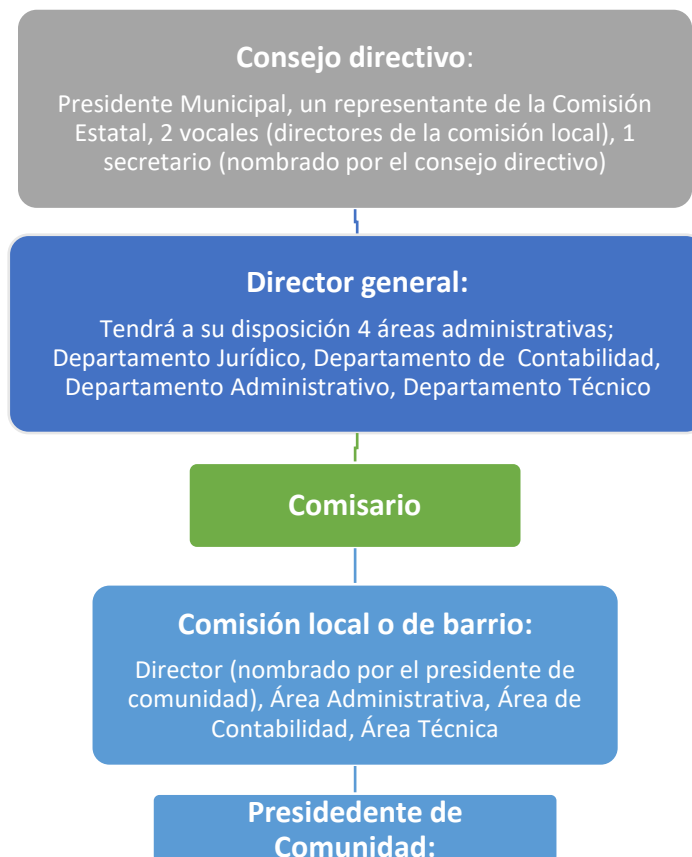 Consejo directivo:
Presidente Municipal, un representante de la Comisión
Estatal, 2 vocales (directores de la comisión local), 1
secretario (nombrado por el consejo directivo)
Director general:
Tendrá a su disposición 4 áreas administrativas;
Departamento Jurídico, Departamento de Contabilidad,
Departamento Administrativo, Departamento Técnico
Comisario
Comisión local o de barrio:
Director (nombrado por el presidente de
comunidad), Área Administrativa, Área de
Contabilidad, Área Técnica
Presidedente de
Comunidad: